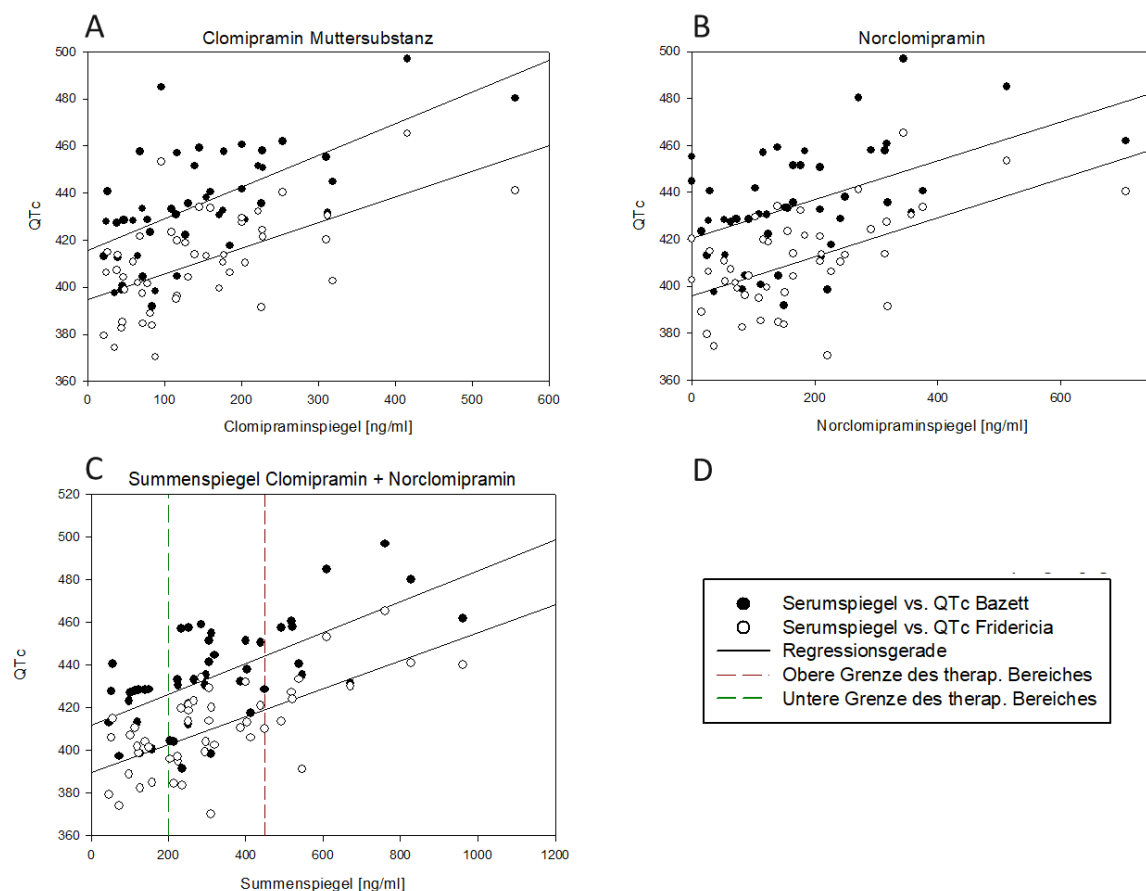 A
Clomipramin Muttersubstanz
500
480
460
440
420
400
380
360
QTc
0 100 200 300 400 500 600
Clomipraminspiegel [ng/ml]
B
Norclomipramin
500
480
460
440
420
400
380
360
QTc
0 200 400 600
Norclomipraminspiegel [ng/ml]
C
Summenspiegel Clomipramin + Norclomipramin
520
500
480
460
440
420
400
380
360
QTc
0 200 400 600 800 1000 1200
Summenspiegel [ng/ml]
D
Serumspiegel vs. QTc Bazett
Serumspiegel vs. QTc Fridericia
Regressionsgerade
Obere Grenze des therap. Bereiches
Untere Grenze des therap. Bereiches